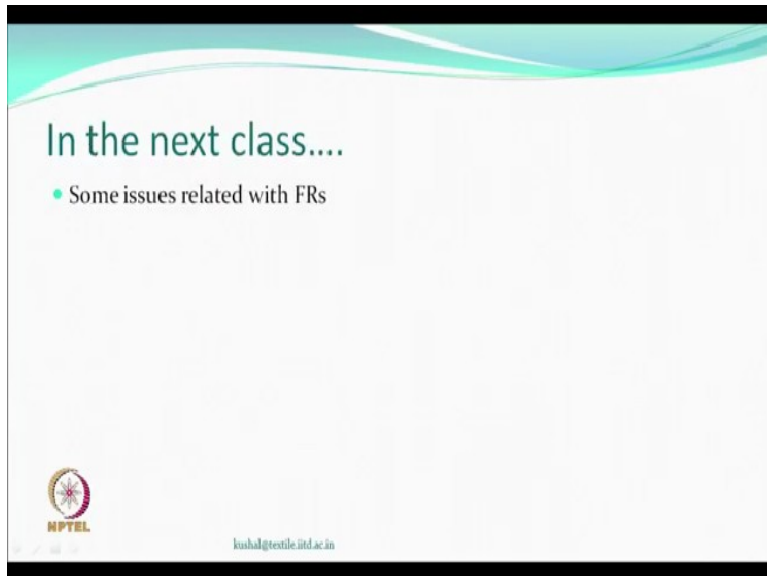 In the next class....
Some issues related with FRs
NPTEL
kushal@textile.iitd.ac.in